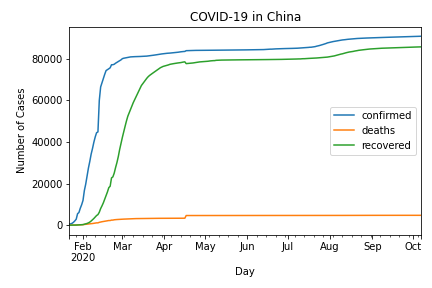 COVID-19 in China
Number of Cases
80000
60000
40000
20000
0
confirmed
deaths
recovered
Feb Mar Apr May Jun Jul Aug Sep Oct
2020
Day